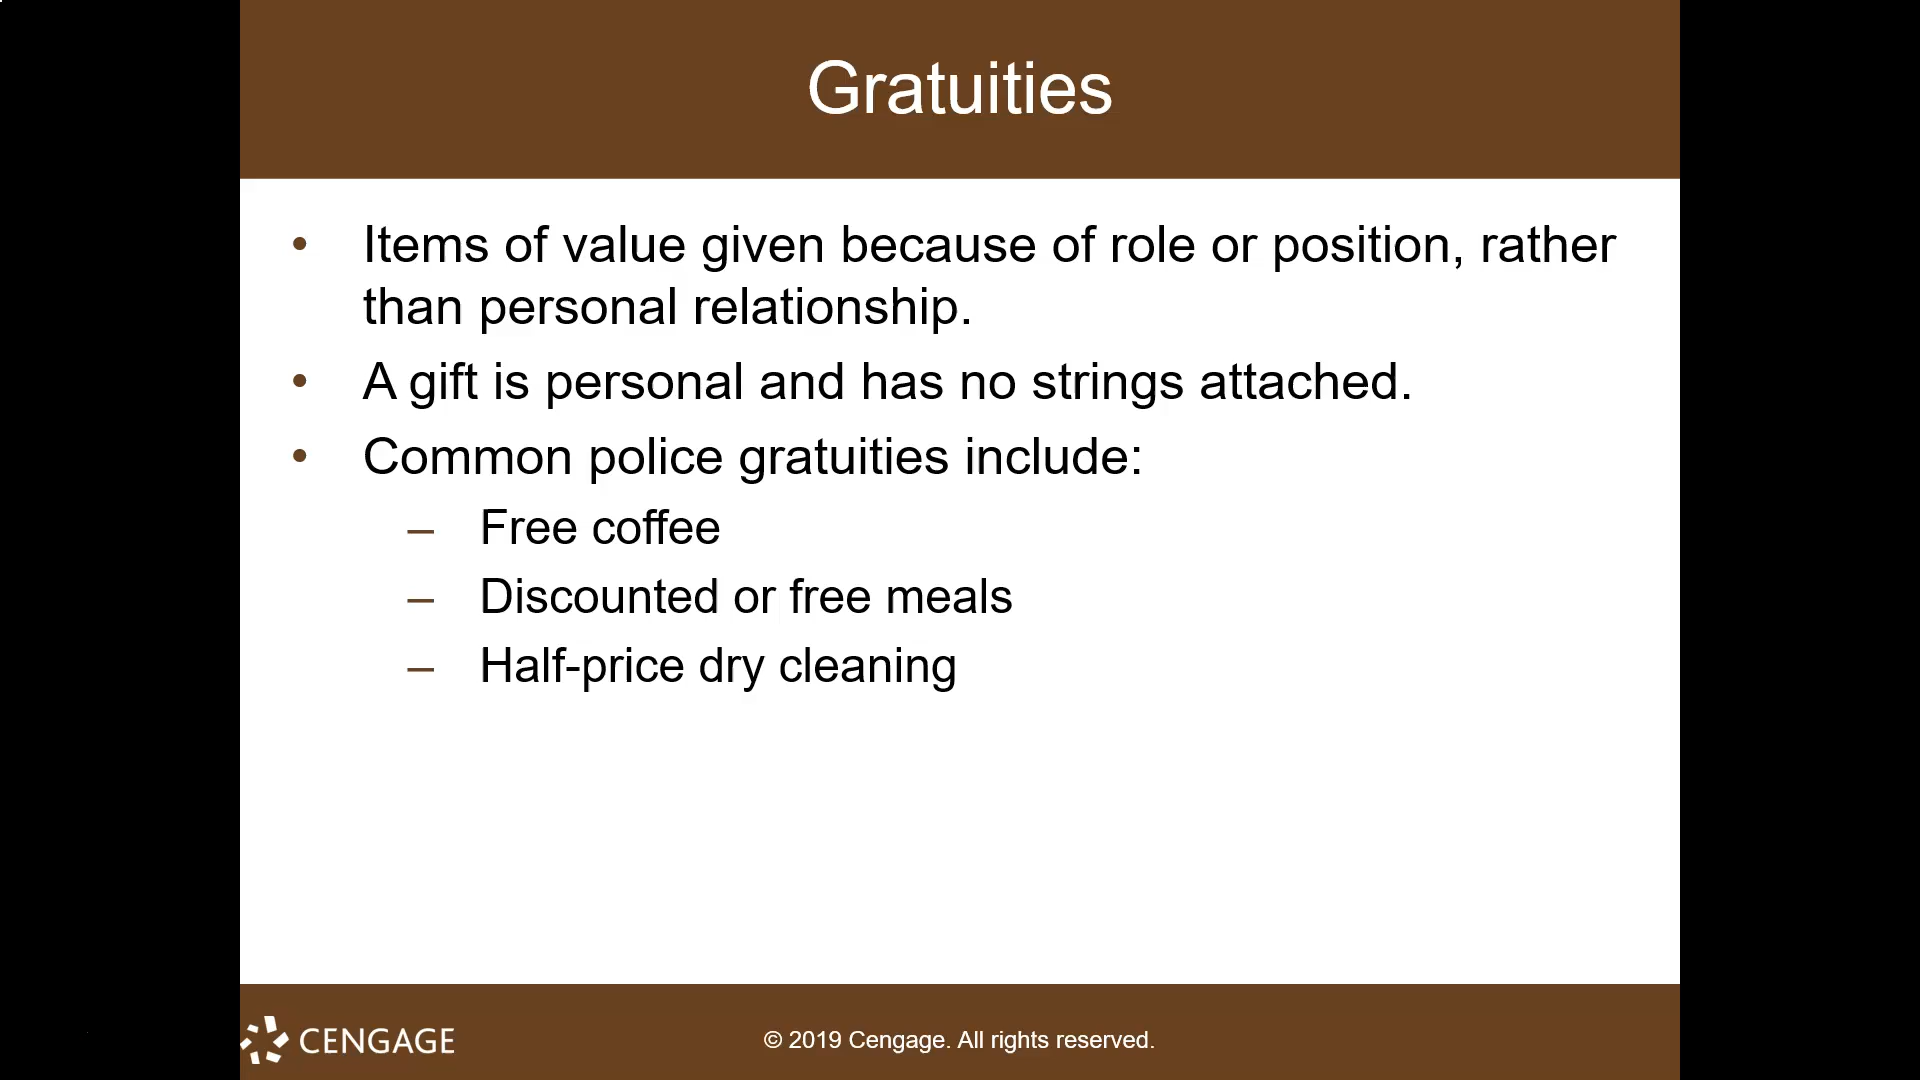 Gratuities
• Items of value given because of role or position, rather
than personal relationship.
• A gift is personal and has no strings attached.
• Common police gratuities include:
– Free coffee
– Discounted or free meals
– Half-price dry cleaning
CENGAGE
© 2019 Cengage. All rights reserved.